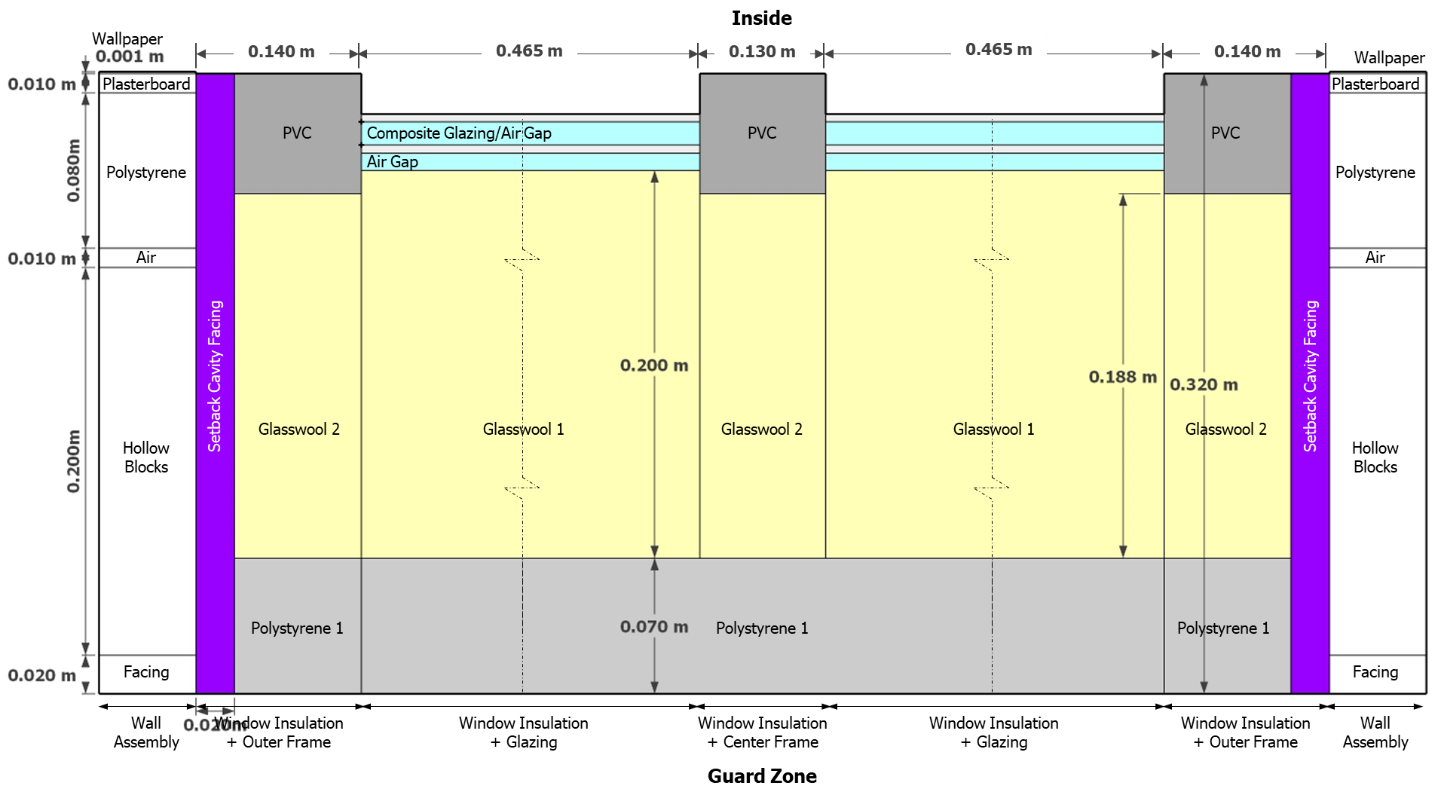 Inside
Wallpaper
0.001 m
0.140 m
0.465 m
0.130 m
0.465 m
0.140 m
Wallpaper
0.010 m
Plasterboard
Plasterboard
PVC
Composite Glazing/Air Gap
PVC
PVC
Air Gap
0.080m
Polystyrene
Polystyrene
0.010 m
Air
Air
Setback Cavity Facing
Setback Cavity Facing
0.200 m
0.188 m
0.320 m
Glasswool 2
Glasswool 1
Glasswool 2
Glasswool 1
Glasswool 2
0.200m
Hollow
Blocks
Hollow
Blocks
Polystyrene 1
0.070 m
Polystyrene 1
Polystyrene 1
0.020 m
Facing
Facing
0.020m
Wall
Assembly
Window Insulation
+ Outer Frame
Window Insulation
+ Glazing
Window Insulation
+ Center Frame
Window Insulation
+ Glazing
Window Insulation
+ Outer Frame
Wall
Assembly
Guard Zone